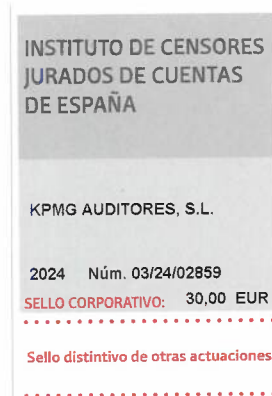 INSTITUTO DE CENSORES
JURADOS DE CUENTAS
DE ESPAÑA
KPMG AUDITORES, S.L.
2024 Núm. 03/24/02859
SELLO CORPORATIVO: 30,00 EUR
Sello distintivo de otras actuaciones